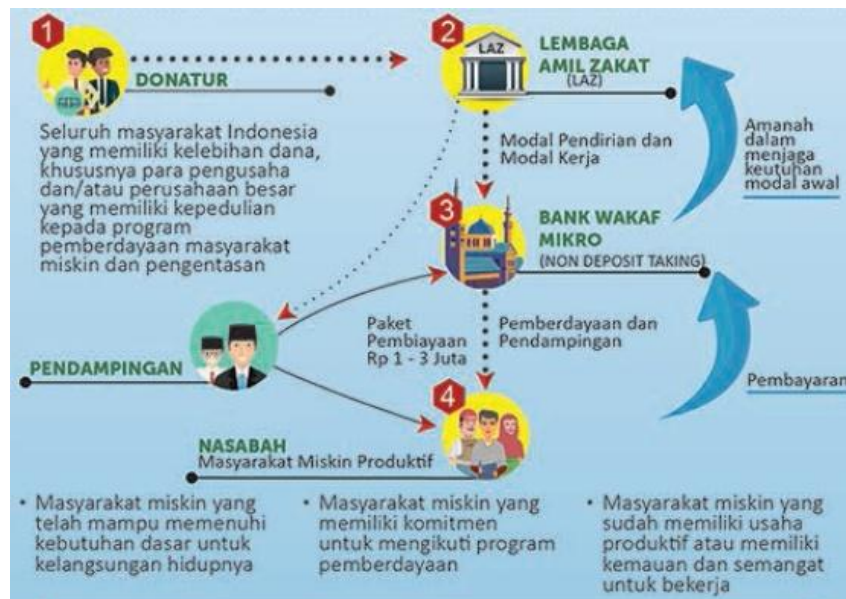 1
DONATUR
Seluruh masyarakat Indonesia
yang memiliki kelebihan dana,
khususnya para pengusaha
dan/atau perusahaan besar
yang memiliki kepedulian
kepada program
pemberdayaan masyarakat
miskin dan pengentasan
2
LAZ
LEMBAGA
AMIL ZAKAT
(LAZ)
Modal Pendirian dan
Modal Kerja
Amanah
dalam
menjaga
keutuhan
modal awal
3
BANK WAKAF
MIKRO
(NON DEPOSIT TAKING)
PENDAMPINGAN
Paket
Pembiayaan
Rp 1 - 3 Juta
Pemberdayaan dan
Pendampingan
Pembayaran
4
NASABAH
Masyarakat Miskin Produktif
• Masyarakat miskin yang
telah mampu memenuhi
kebutuhan dasar untuk
kelangsungan hidupnya
• Masyarakat miskin yang
memiliki komitmen
untuk mengikuti program
pemberdayaan
• Masyarakat miskin yang
sudah memiliki usaha
produktif atau memiliki
kemauan dan semangat
untuk bekerja